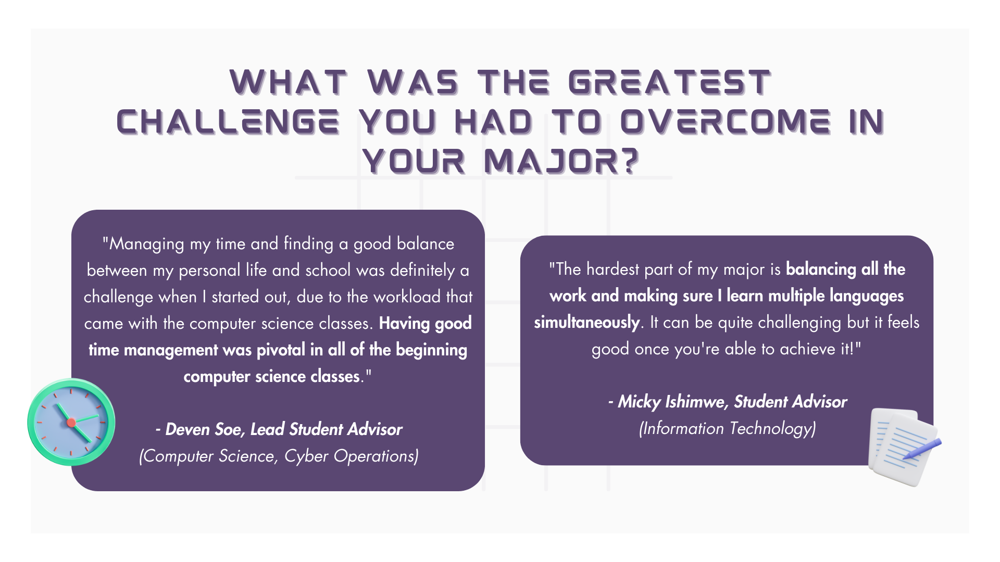 WHAT WAS THE GREATEST
CHALLENGE YOU HAD TO OVERCOME IN
YOUR MAJOR?
"Managing my time and finding a good balance
between my personal life and school was definitely a
challenge when I started out, due to the workload that
came with the computer science classes. Having good
time management was pivotal in all of the beginning
computer science classes."
- Deven Soe, Lead Student Advisor
(Computer Science, Cyber Operations)
"The hardest part of my major is balancing all the
work and making sure I learn multiple languages
simultaneously. It can be quite challenging but it feels
good once you're able to achieve it!"
- Micky Ishimwe, Student Advisor
(Information Technology)